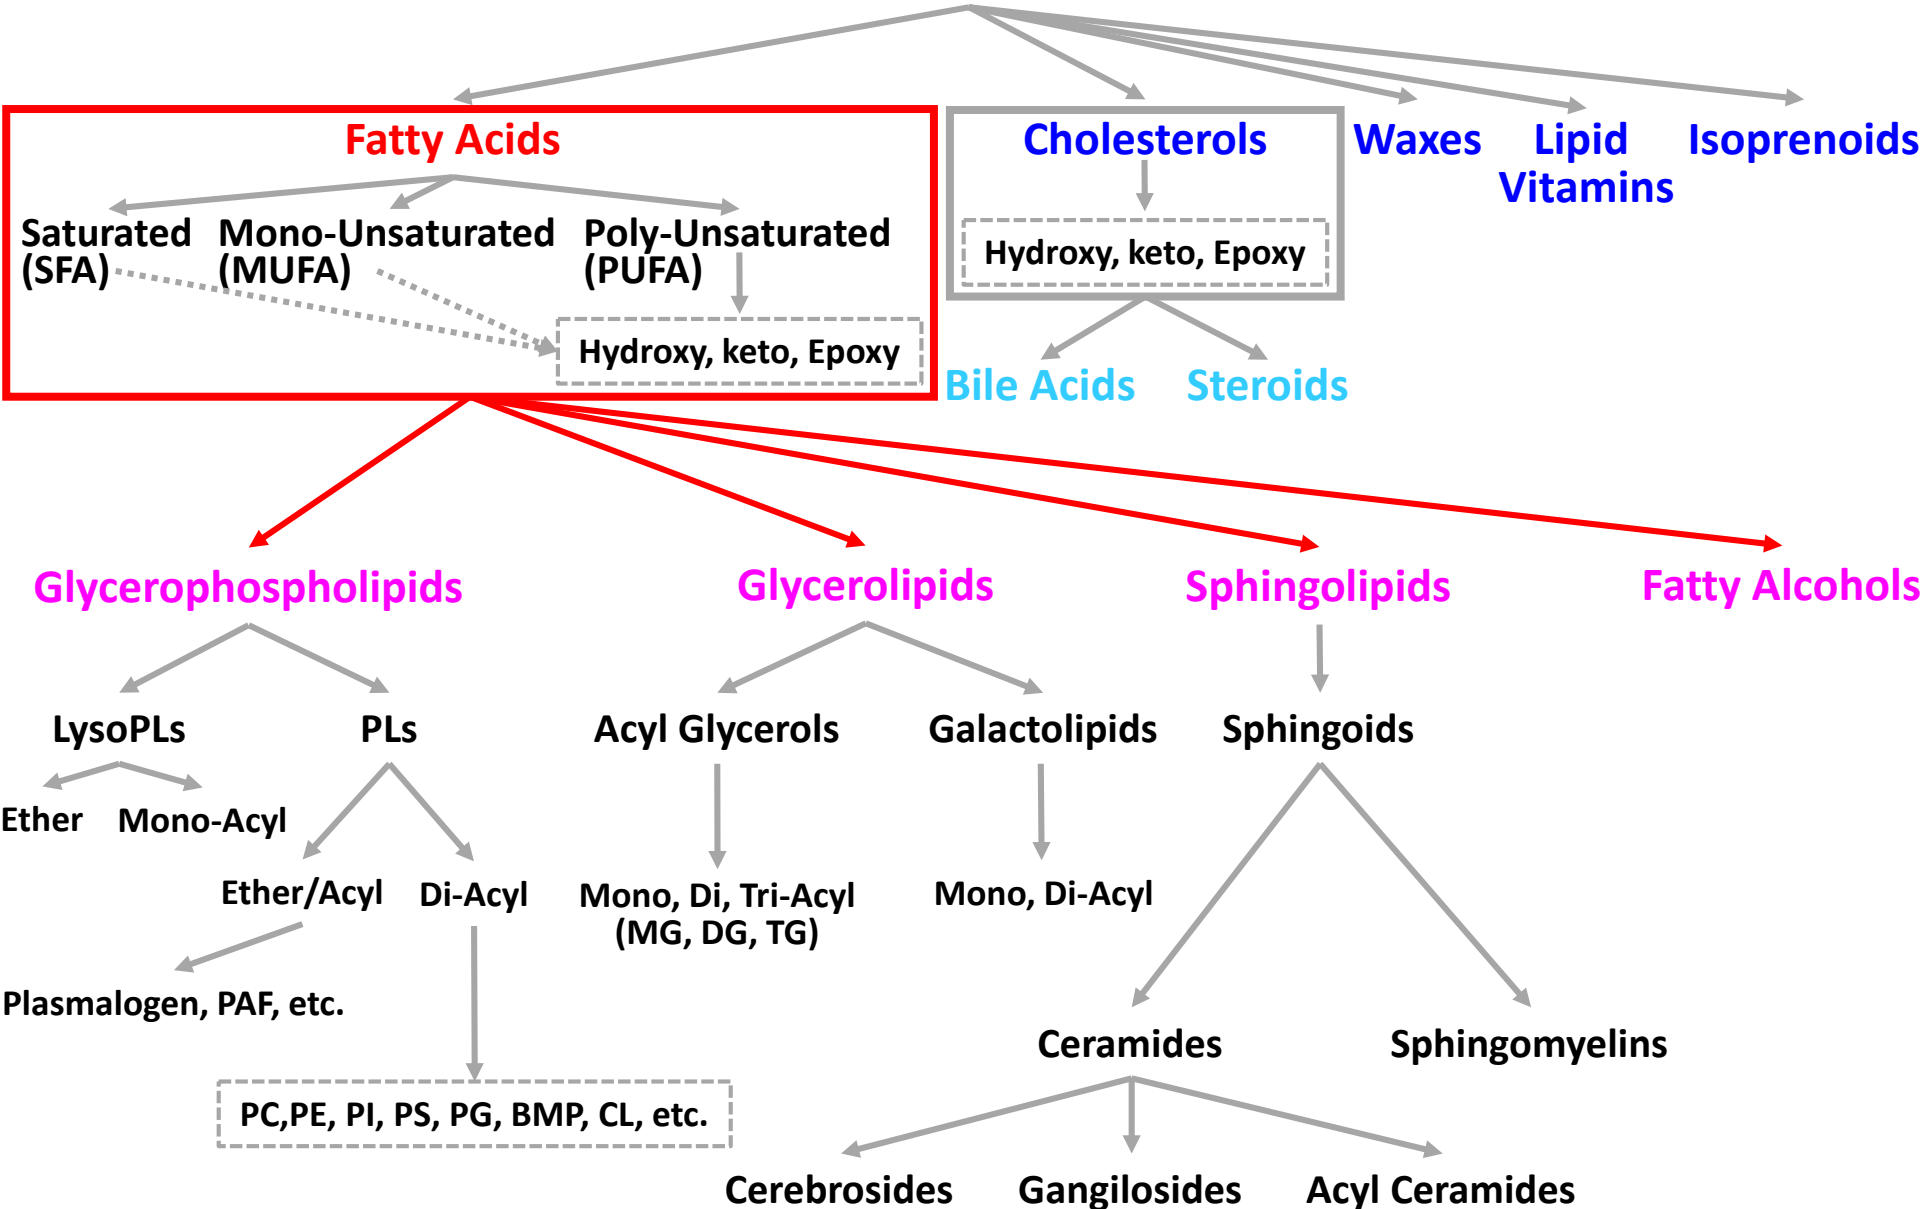 Fatty Acids
Cholesterols
Waxes
Lipid
Vitamins
Isoprenoids
Saturated
(SFA)
Mono-Unsaturated
(MUFA)
Poly-Unsaturated
(PUFA)
Hydroxy, keto, Epoxy
Hydroxy, keto, Epoxy
Bile Acids
Steroids
Glycerophospholipids
Glycerolipids
Sphingolipids
Fatty Alcohols
LysoPLs
PLs
Acyl Glycerols
Galactolipids
Sphingoids
Ether
Mono-Acyl
Ether/Acyl
Di-Acyl
Mono, Di, Tri-Acyl
(MG, DG, TG)
Mono, Di-Acyl
Plasmalogen, PAF, etc.
Ceramides
Sphingomyelins
PC,PE, PI, PS, PG, BMP, CL, etc.
Cerebrosides
Gangilosides
Acyl Ceramides